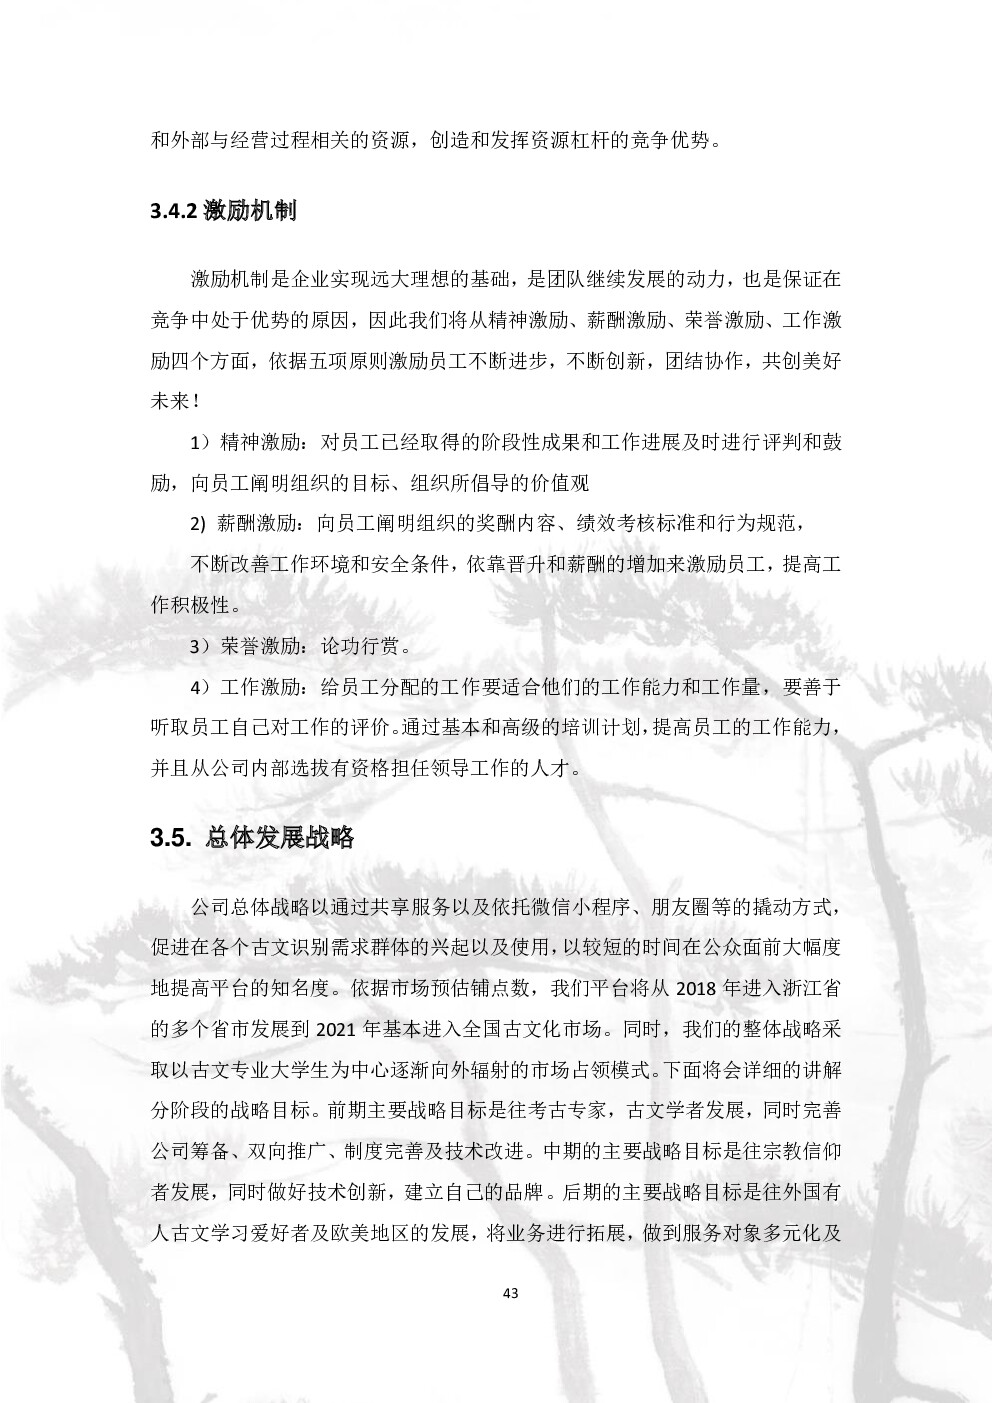 和外部与经营过程相关的资源，创造和发挥资源杠杆的竞争优势。
3.4.2 激励机制
激励机制是企业实现远大理想的基础，是团队继续发展的动力，也是保证在
竞争中处于优势的原因，因此我们将从精神激励、薪酬激励、荣誉激励、工作激
励四个方面，依据五项原则激励员工不断进步，不断创新，团结协作，共创美好
未来！
1）精神激励：对员工已经取得的阶段性成果和工作进展及时进行评判和鼓
励，向员工阐明组织的目标、组织所倡导的价值观
2) 薪酬激励：向员工阐明组织的奖酬内容、绩效考核标准和行为规范，
不断改善工作环境和安全条件，依靠晋升和薪酬的增加来激励员工，提高工
作积极性。
3）荣誉激励：论功行赏。
4）工作激励：给员工分配的工作要适合他们的工作能力和工作量，要善于
听取员工自己对工作的评价。通过基本和高级的培训计划，提高员工的工作能力，
并且从公司内部选拔有资格担任领导工作的人才。
3.5. 总体发展战略
公司总体战略以通过共享服务以及依托微信小程序、朋友圈等的撬动方式，
促进在各个古文识别需求群体的兴起以及使用，以较短的时间在公众面前大幅度
地提高平台的知名度。依据市场预估铺点数，我们平台将从 2018 年进入浙江省
的多个省市发展到 2021 年基本进入全国古文化市场。同时，我们的整体战略采
取以古文专业大学生为中心逐渐向外辐射的市场占领模式。下面将会详细的讲解
分阶段的战略目标。前期主要战略目标是往考古专家，古文学者发展，同时完善
公司筹备、双向推广、制度完善及技术改进。中期的主要战略目标是往宗教信仰
者发展，同时做好技术创新，建立自己的品牌。后期的主要战略目标是往外国有
人古文学习爱好者及欧美地区的发展，将业务进行拓展，做到服务对象多元化及
43